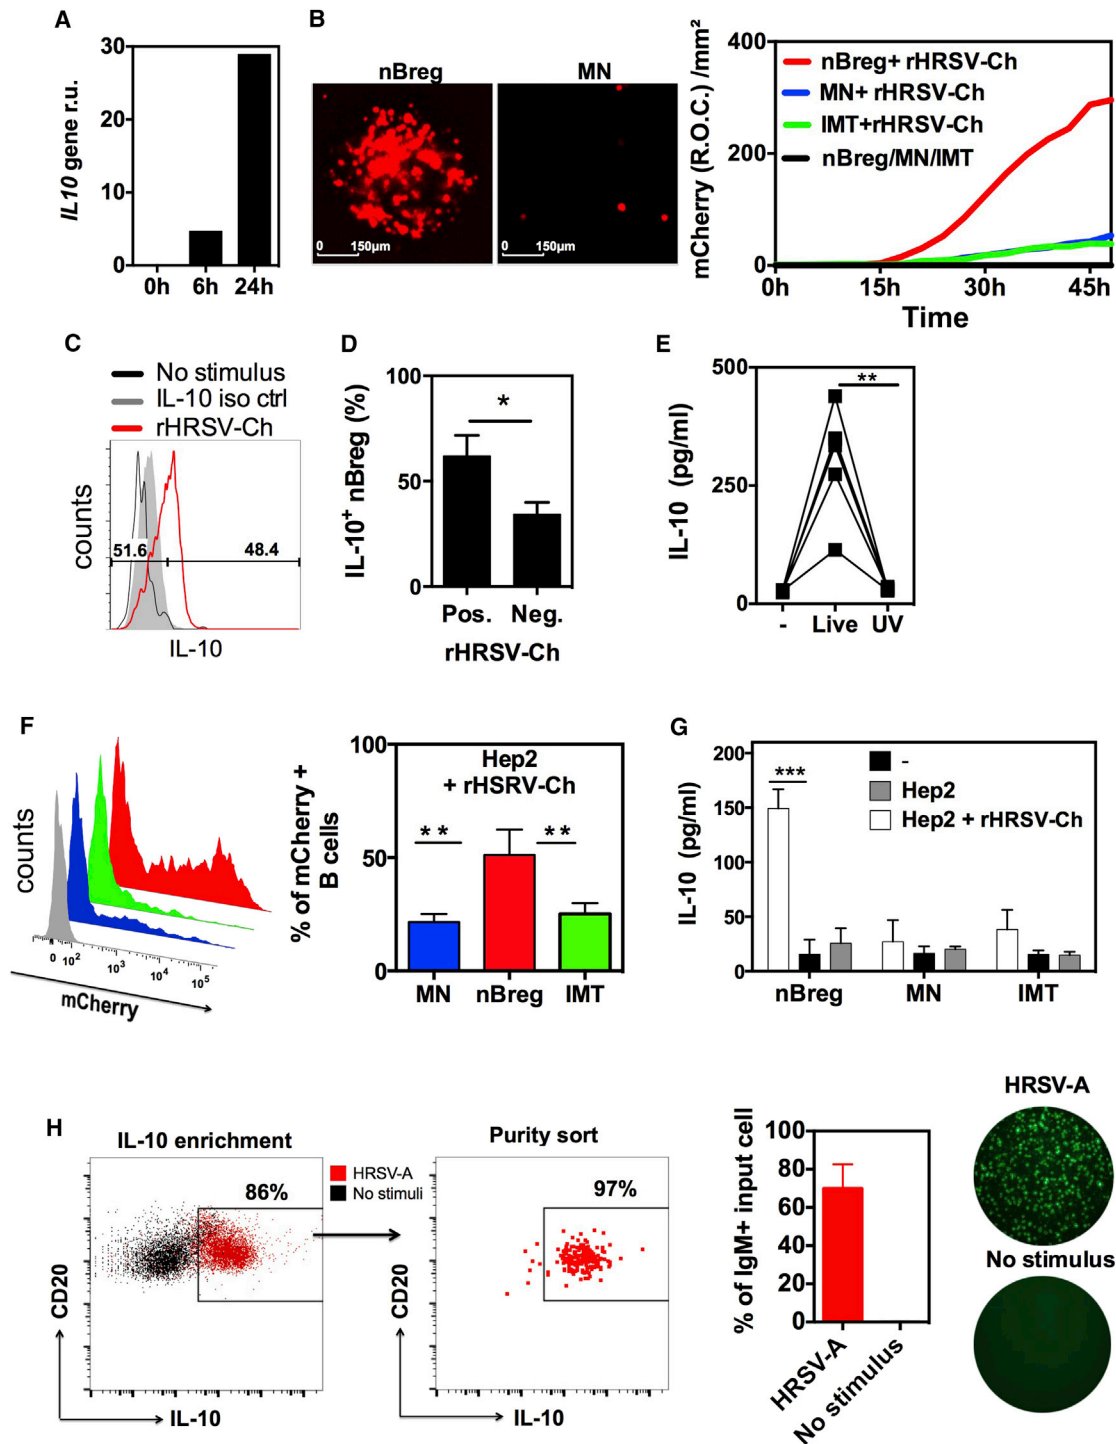 A
IL10 gene r.u.
30
20
10
0
0h 6h 24h
B
nBreg
MN
0 150µm
0 150µm
mCherry (R.O.C.) /mm²
400
200
0
nBreg+ rHRSV-Ch
MN+ rHRSV-Ch
IMT+rHRSV-Ch
nBreg/MN/IMT
0h 15h 30h 45h
Time
C
No stimulus
IL-10 iso ctrl
rHRSV-Ch
counts
51.6
48.4
IL-10
D
IL-10+ nBreg (%)
100
50
0
*
Pos. Neg.
rHRSV-Ch
E
IL-10 (pg/ml)
500
250
0
**
- Live UV
F
counts
0 10² 10³ 10⁴ 10⁵
mCherry
% of mCherry +
B cells
100
50
0
Hep2
+ rHSRV-Ch
**
**
MN nBreg IMT
G
IL-10 (pg/ml)
200
150
100
50
0
***
-
Hep2
Hep2 + rHRSV-Ch
nBreg MN IMT
H
IL-10 enrichment
86%
CD20
IL-10
HRSV-A
No stimuli
Purity sort
97%
CD20
IL-10
% of IgM+ input cell
100
80
60
40
20
0
HRSV-A
No stimulus
HRSV-A
No stimulus